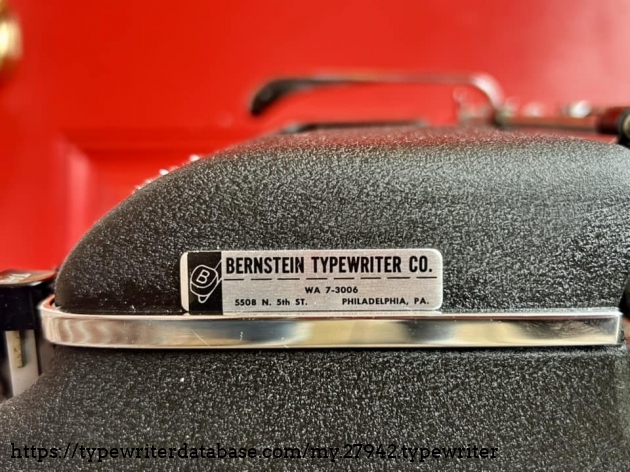 B
BERNSTEIN TYPEWRITER CO.
WA 7-3006
5508 N. 5th ST. PHILADELPHIA, PA.
https://typewriterdatabase.com/my.27942.typewriter